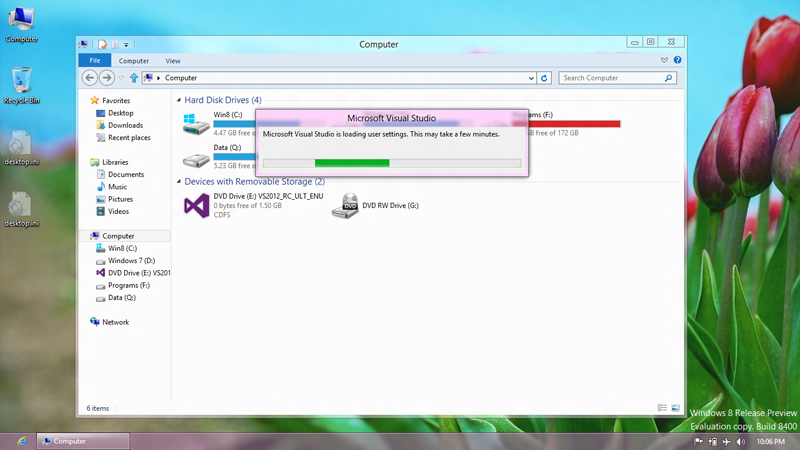 Computer
Recycle Bin
desktop.ini
desktop.ini
Computer
File
Computer
View
Computer
Search Computer
Favorites
Desktop
Downloads
Recent places
Libraries
Documents
Music
Pictures
Videos
Computer
Win8 (C:)
Windows 7 (D:)
DVD Drive (E:) VS201
Programs (F:)
Data (Q:)
Network
Hard Disk Drives (4)
Win8 (C:)
4.47 GB free o
Programs (F:)
GB free of 172 GB
Data (Q:)
5.23 GB free
Microsoft Visual Studio
Microsoft Visual Studio is loading user settings. This may take a few minutes.
Devices with Removable Storage (2)
DVD Drive (E:) VS2012_RC_ULT_ENU
0 bytes free of 1.50 GB
CDFS
DVD
DVD RW Drive (G:)
6 items
Windows 8 Release Preview
Evaluation copy. Build 8400
Computer
10:06 PM